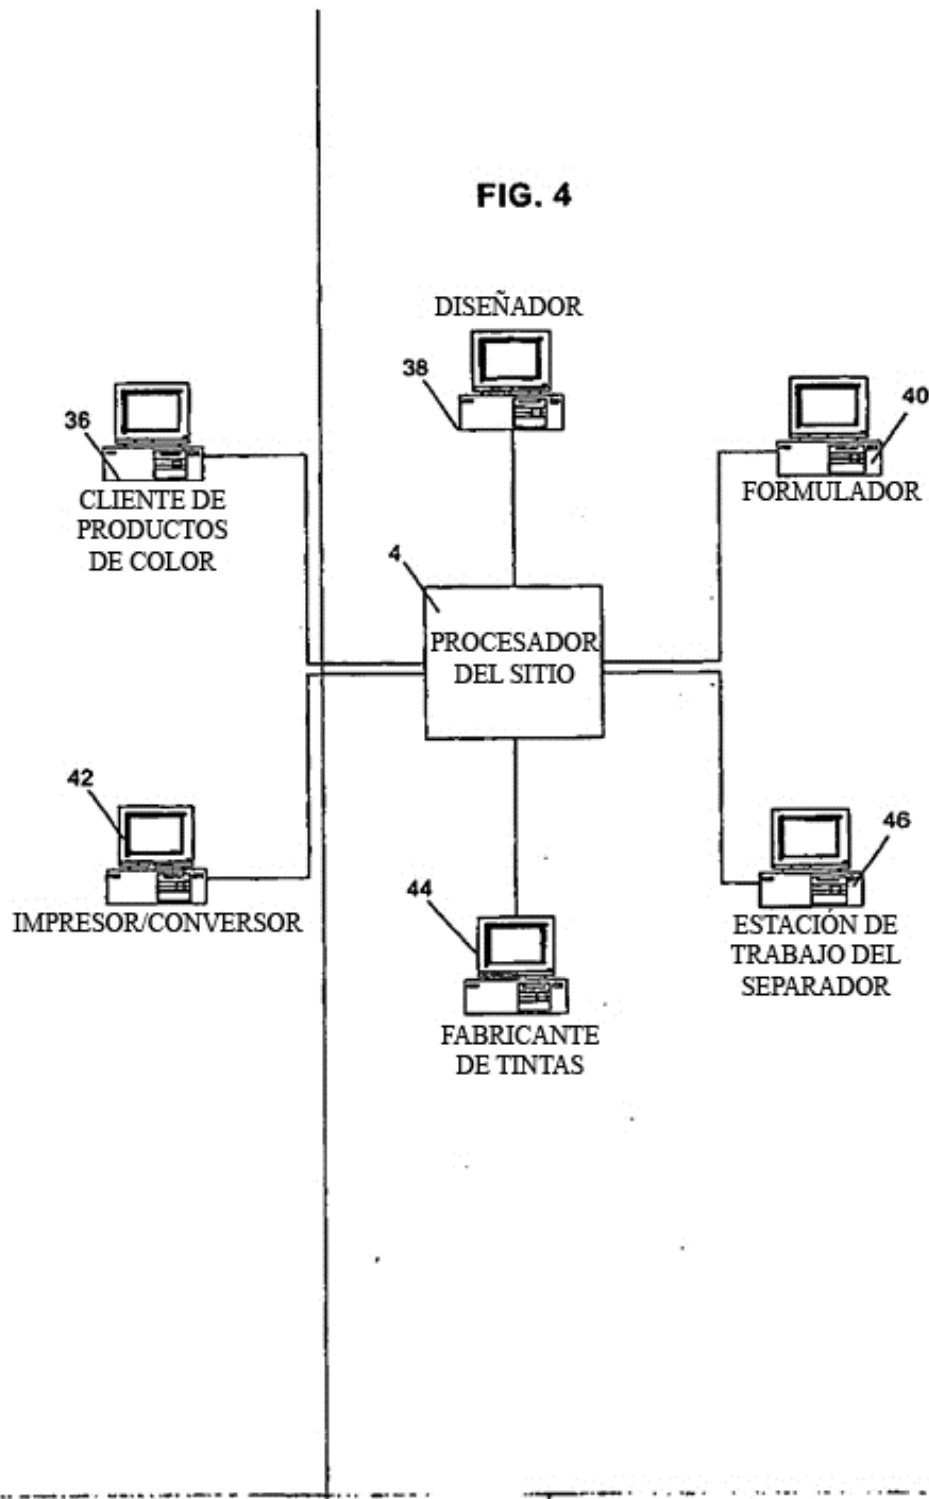 FIG. 4
DISEÑADOR
38
40
36
CLIENTE DE
PRODUCTOS
DE COLOR
FORMULADOR
4
PROCESADOR
DEL SITIO
42
IMPRESOR/CONVERSOR
46
ESTACIÓN DE
TRABAJO DEL
SEPARADOR
44
FABRICANTE
DE TINTAS